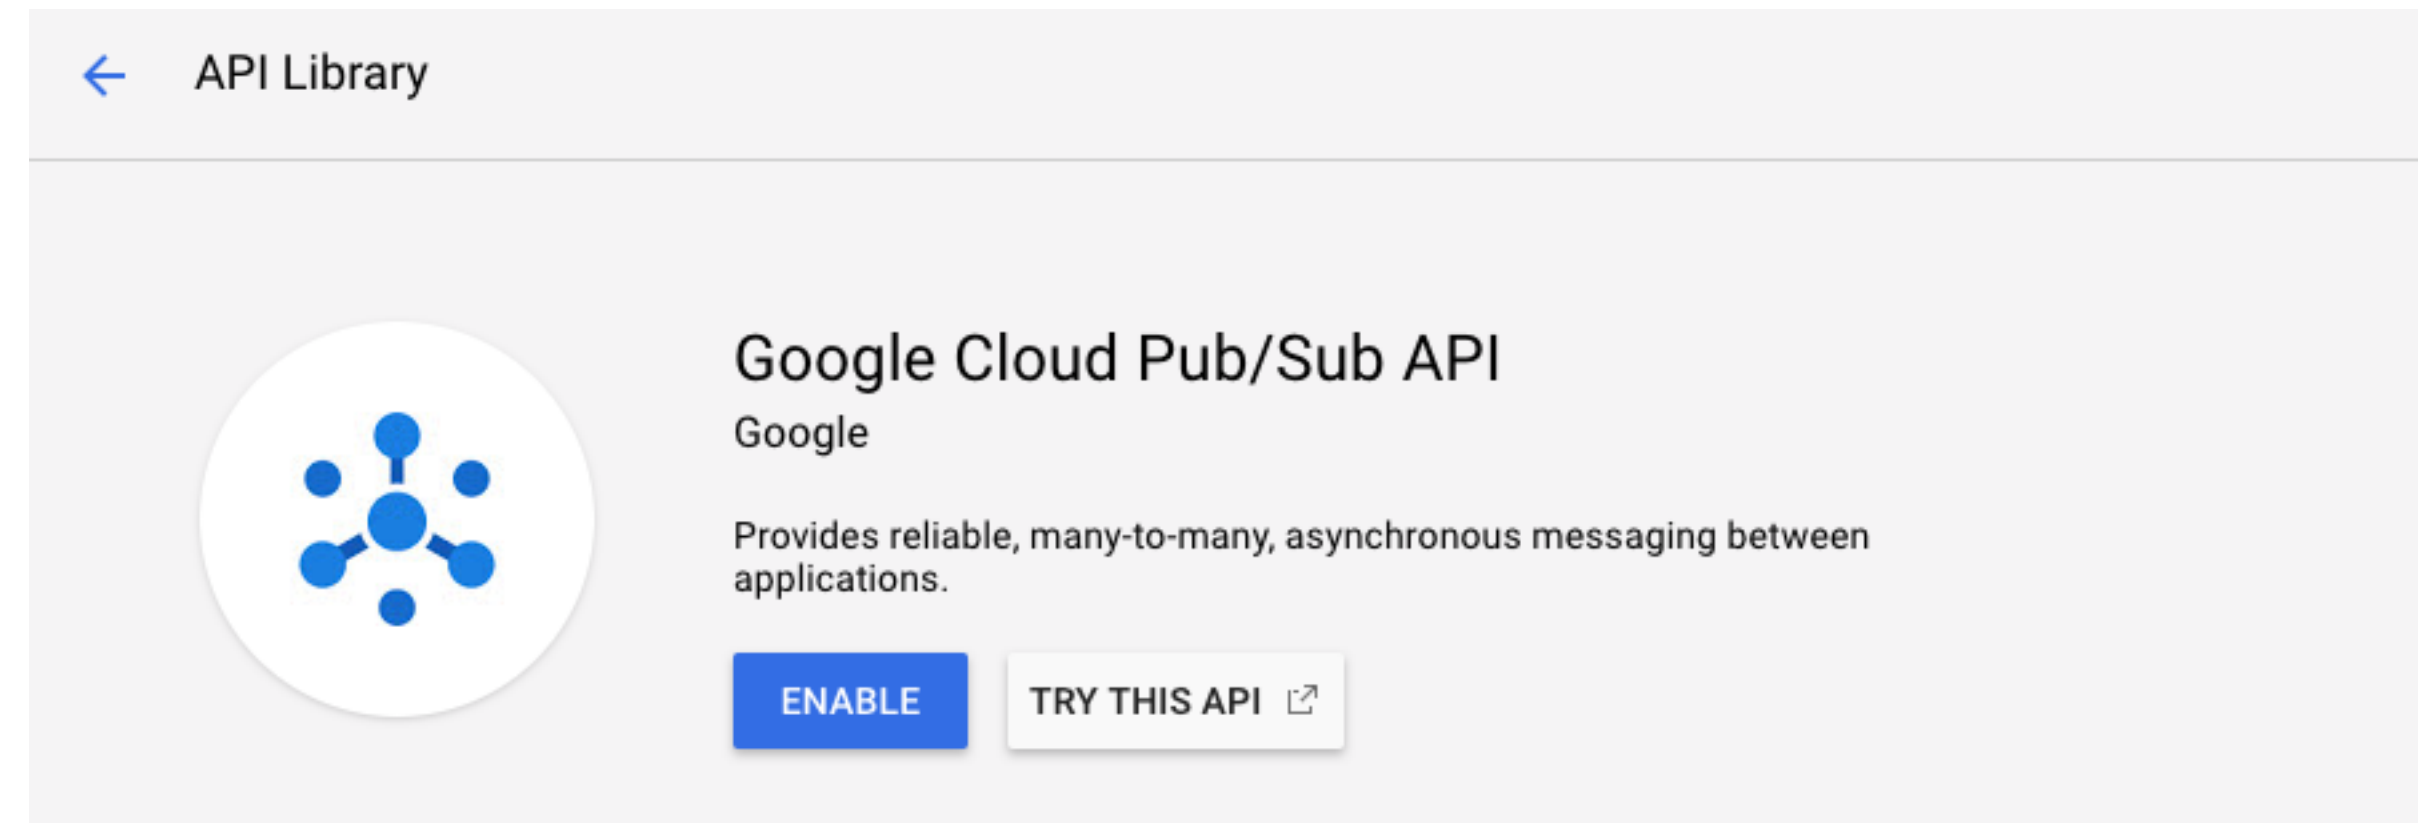 API Library
Google Cloud Pub/Sub API
Google
Provides reliable, many-to-many, asynchronous messaging between
applications.
ENABLE
TRY THIS API